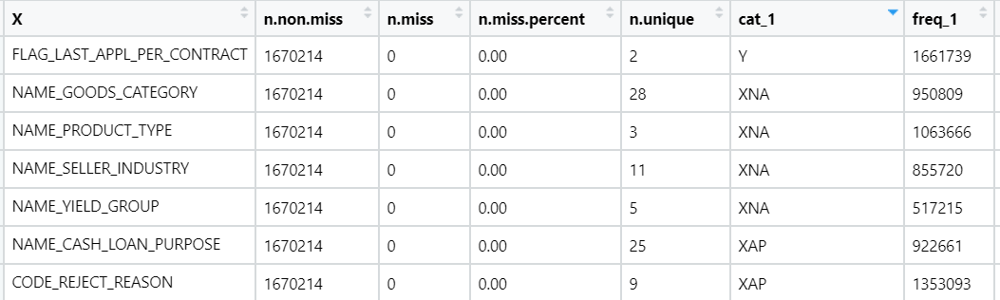 X n.non.miss n.miss n.miss.percent n.unique cat_1 freq_1
FLAG_LAST_APPL_PER_CONTRACT 1670214 0 0.00 2 Y 1661739
NAME_GOODS_CATEGORY 1670214 0 0.00 28 XNA 950809
NAME_PRODUCT_TYPE 1670214 0 0.00 3 XNA 1063666
NAME_SELLER_INDUSTRY 1670214 0 0.00 11 XNA 855720
NAME_YIELD_GROUP 1670214 0 0.00 5 XNA 517215
NAME_CASH_LOAN_PURPOSE 1670214 0 0.00 25 XAP 922661
CODE_REJECT_REASON 1670214 0 0.00 9 XAP 1353093